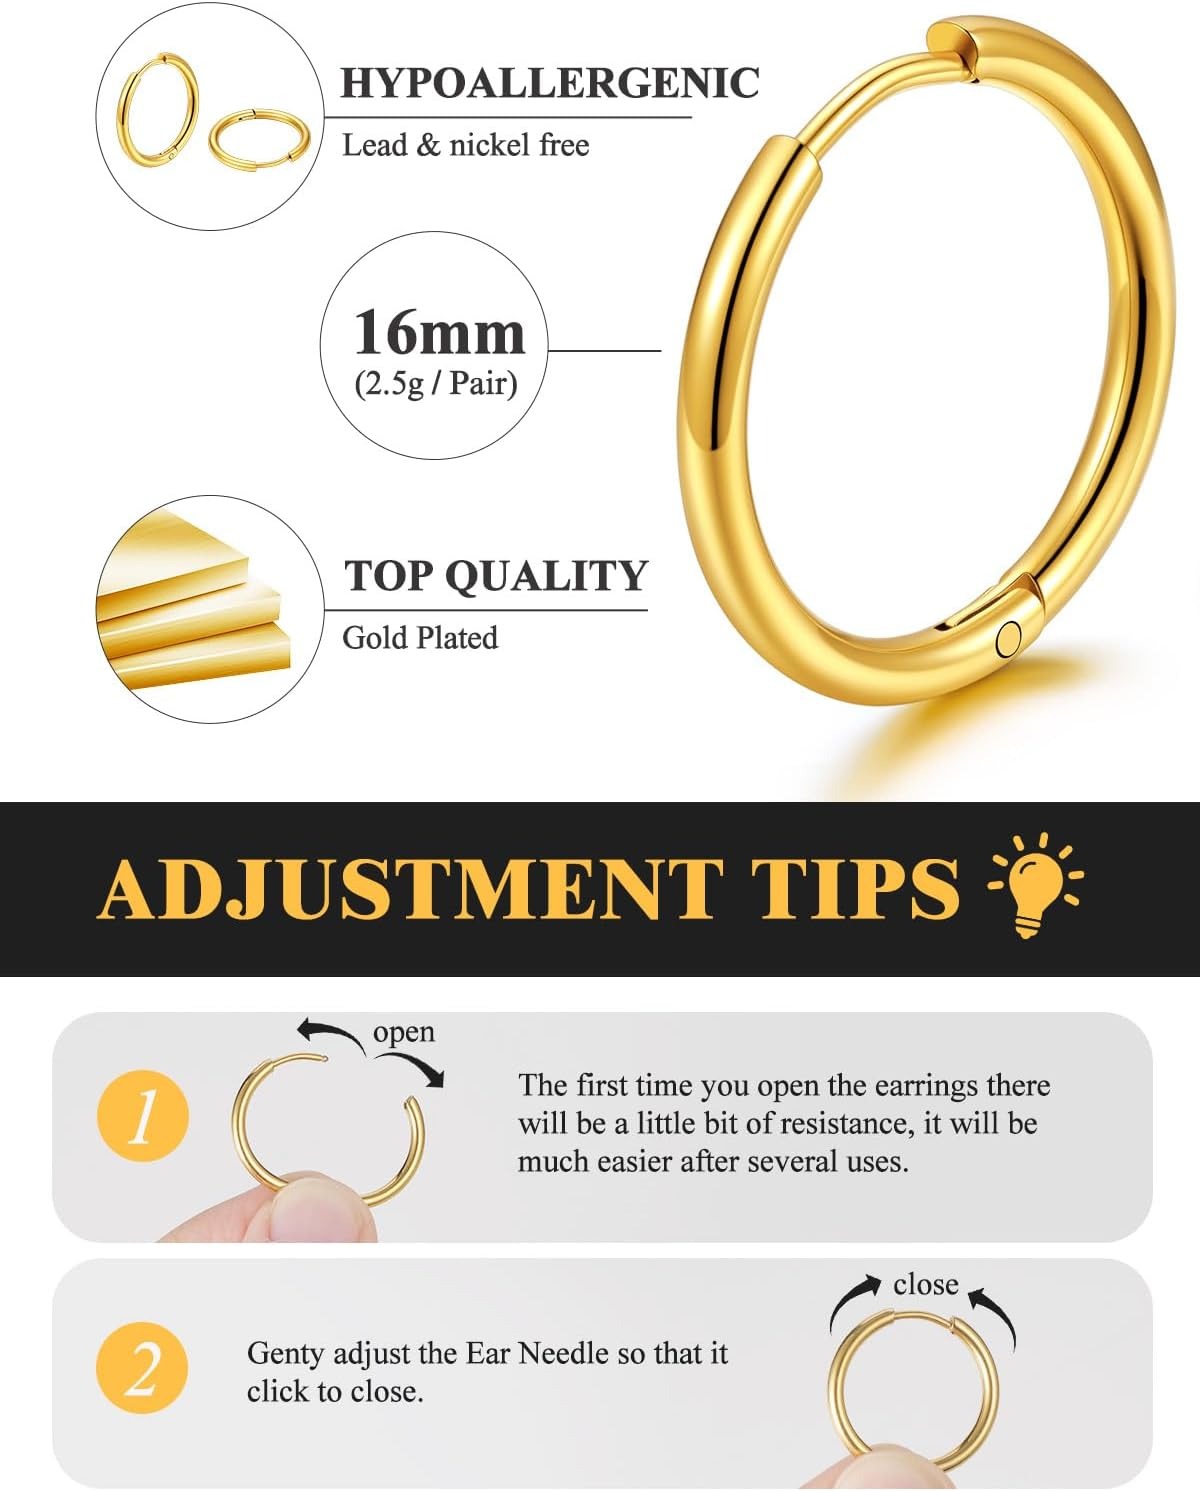 HYPOALLERGENIC
Lead & nickel free
16mm
(2.5g / Pair)
TOP QUALITY
Gold Plated
ADJUSTMENT TIPS
open
1
The first time you open the earrings there
will be a little bit of resistance, it will be
much easier after several uses.
close
2
Genty adjust the Ear Needle so that it
click to close.